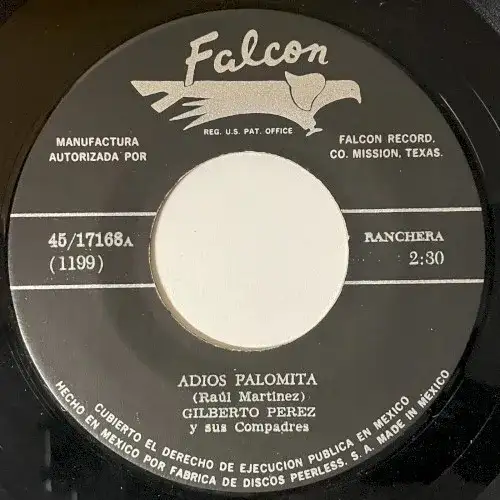 Falcon
REG. U.S. PAT. OFFICE
MANUFACTURA
AUTORIZADA POR
FALCON RECORD.
CO. MISSION, TEXAS.
45/17168A
(1199)
RANCHERA
2:30
ADIOS PALOMITA
(Raúl Martínez)
GILBERTO PEREZ
y sus Compadres
CUBIERTO EL DERECHO DE EJECUCION PUBLICA EN MEXICO
HECHO EN MEXICO POR FABRICA DE DISCOS PEERLESS, S. A. MADE IN MEXICO